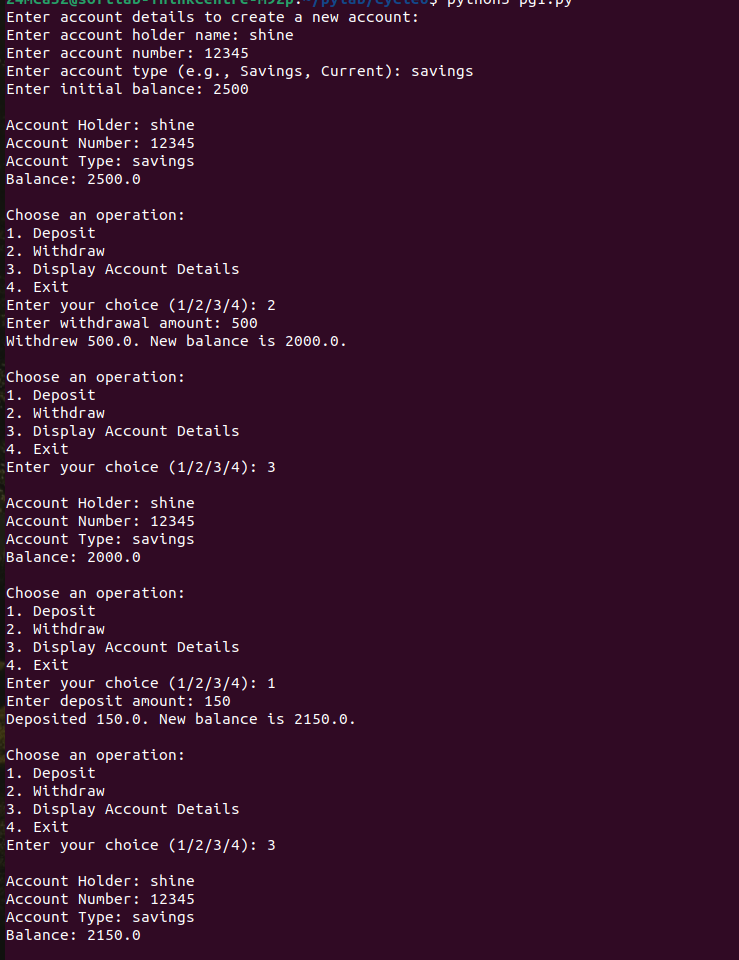 python3 pg1.py
Enter account details to create a new account:
Enter account holder name: shine
Enter account number: 12345
Enter account type (e.g., Savings, Current): savings
Enter initial balance: 2500
Account Holder: shine
Account Number: 12345
Account Type: savings
Balance: 2500.0
Choose an operation:
1. Deposit
2. Withdraw
3. Display Account Details
4. Exit
Enter your choice (1/2/3/4): 2
Enter withdrawal amount: 500
Withdrew 500.0. New balance is 2000.0.
Choose an operation:
1. Deposit
2. Withdraw
3. Display Account Details
4. Exit
Enter your choice (1/2/3/4): 3
Account Holder: shine
Account Number: 12345
Account Type: savings
Balance: 2000.0
Choose an operation:
1. Deposit
2. Withdraw
3. Display Account Details
4. Exit
Enter your choice (1/2/3/4): 1
Enter deposit amount: 150
Deposited 150.0. New balance is 2150.0.
Choose an operation:
1. Deposit
2. Withdraw
3. Display Account Details
4. Exit
Enter your choice (1/2/3/4): 3
Account Holder: shine
Account Number: 12345
Account Type: savings
Balance: 2150.0